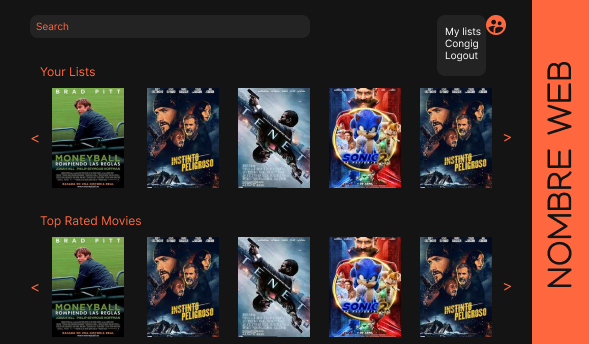 Search
My lists
Congig
Logout
Your Lists
BRAD PITT
MONEYBALL
ROMPIENDO LAS REGLAS
INSTINTO
PELIGROSO
TENET
SONIC 2
INSTINTO
PELIGROSO
<
>
Top Rated Movies
BRAD PITT
MONEYBALL
ROMPIENDO LAS REGLAS
INSTINTO
PELIGROSO
TENET
SONIC 2
INSTINTO
PELIGROSO
<
>
NOMBRE WEB